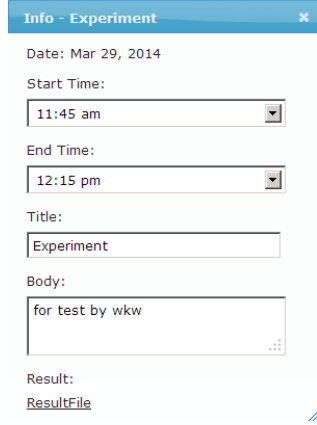 Info - Experiment
Date: Mar 29, 2014
Start Time:
11:45 am
End Time:
12:15 pm
Title:
Experiment
Body:
for test by wkw
Result:
ResultFile